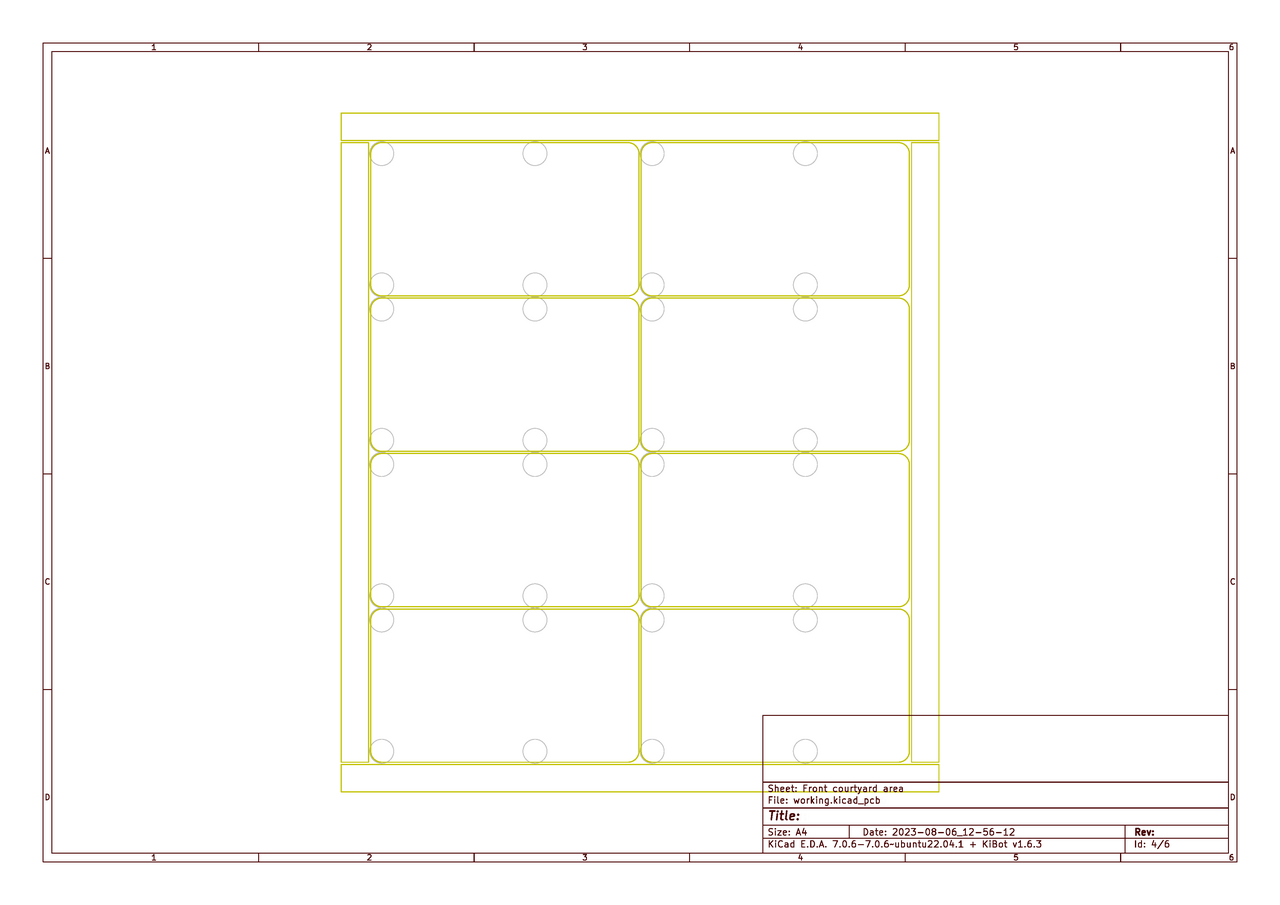 1 2 3 4 5 6
A A
B B
C C
D D
Sheet: Front courtyard area
File: working.kicad_pcb
Title:
Size: A4 Date: 2023-08-06_12-56-12 Rev:
KiCad E.D.A. 7.0.6-7.0.6~ubuntu22.04.1 + KiBot v1.6.3 Id: 4/6
1 2 3 4 5 6